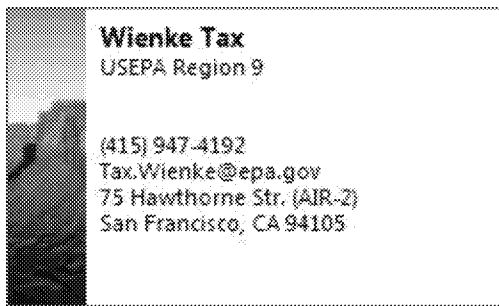 Wienke Tax
USEPA Region 9
(415) 947-4192
Tax.Wienke@epa.gov
75 Hawthorne Str. (AIR-2)
San Francisco, CA 94105